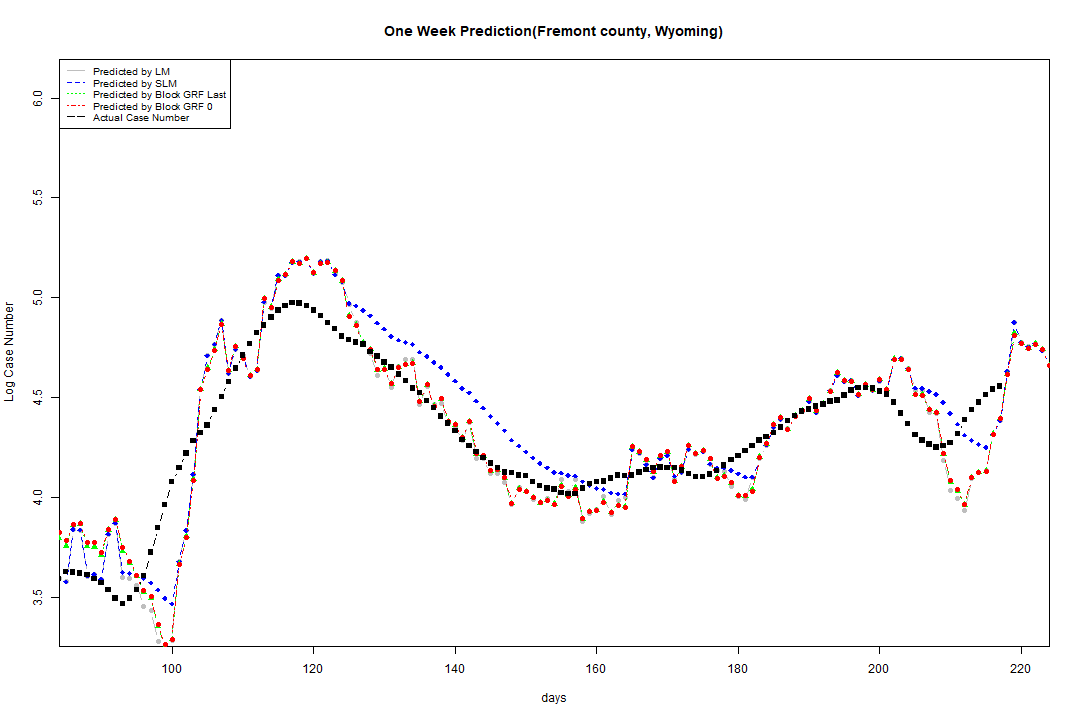 One Week Prediction(Fremont county, Wyoming)
Predicted by LM
Predicted by SLM
Predicted by Block GRF Last
Predicted by Block GRF 0
Actual Case Number
Log Case Number
6.0
5.5
5.0
4.5
4.0
3.5
100 120 140 160 180 200 220
days